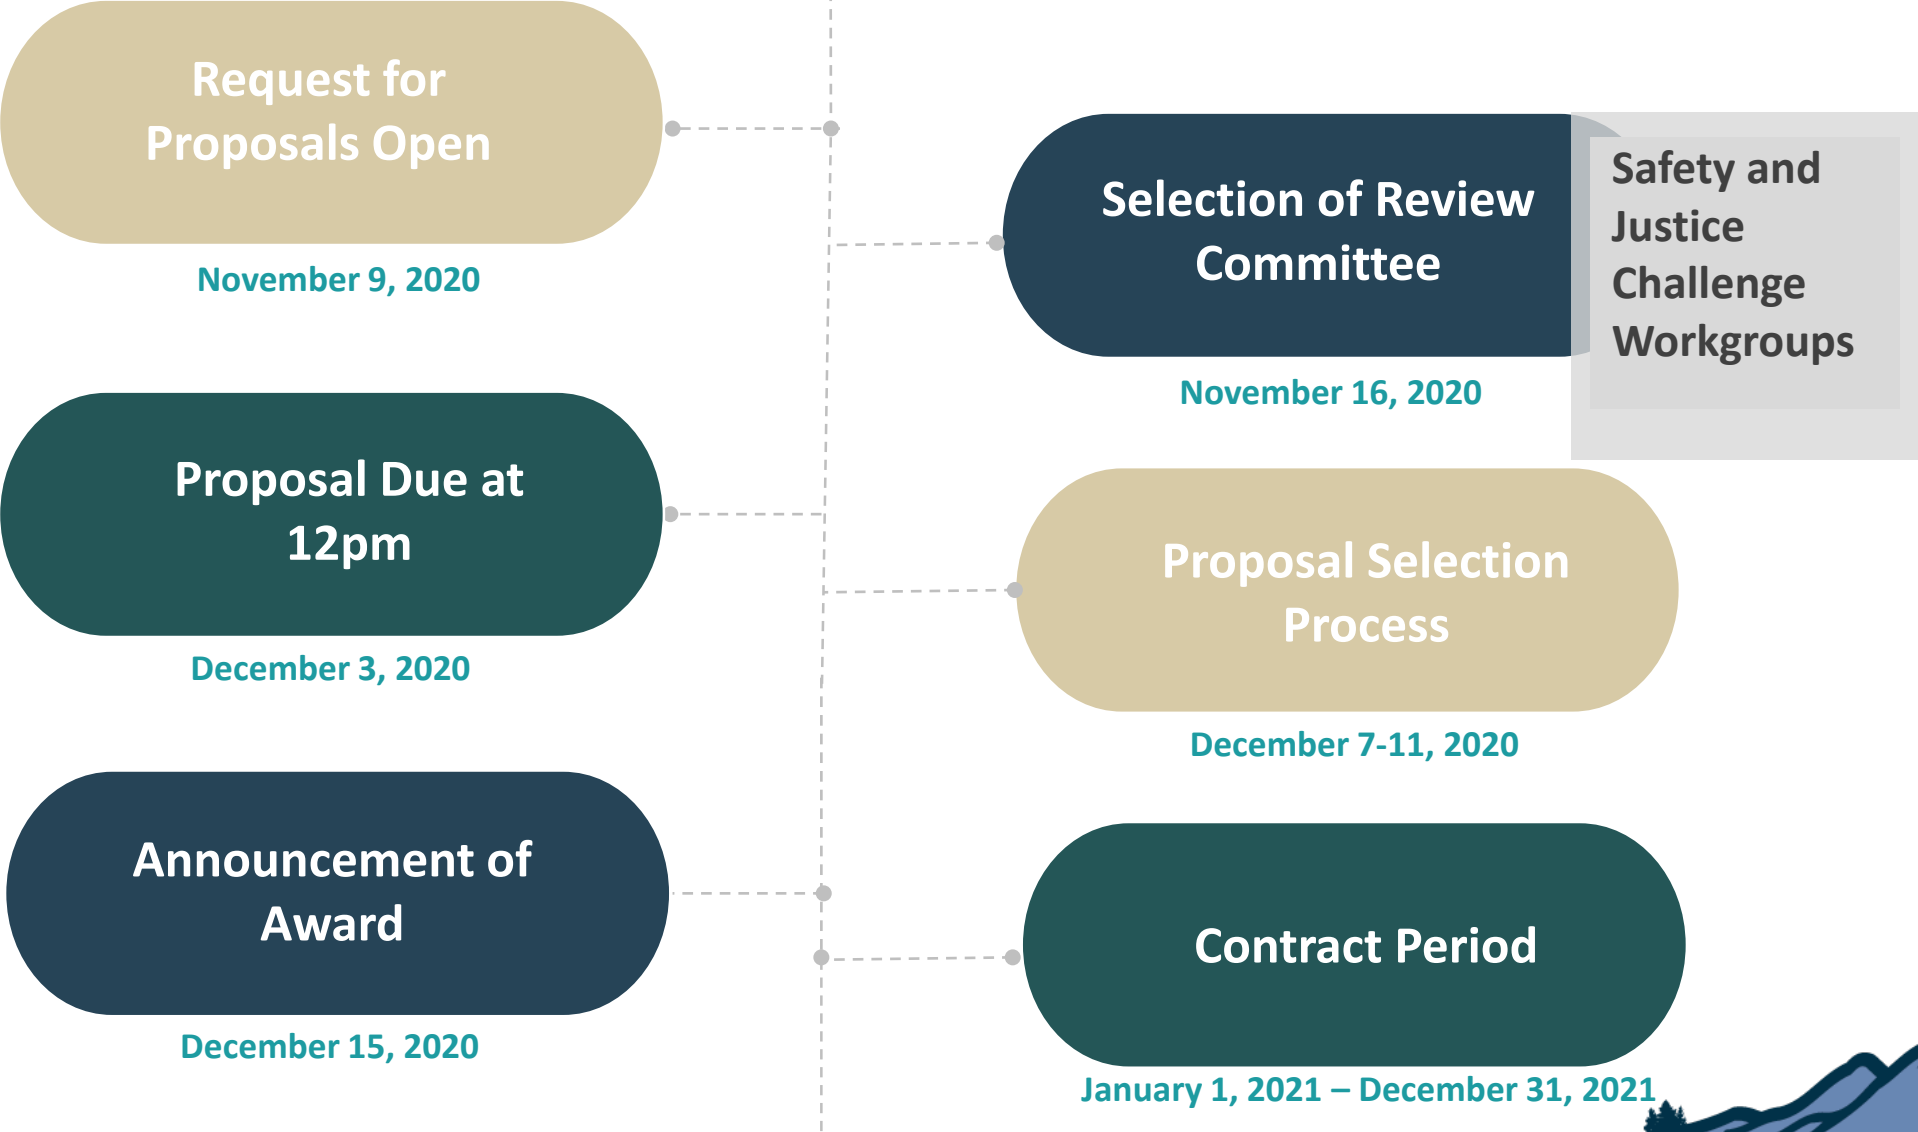 Request for
Proposals Open
November 9, 2020
Selection of Review
Committee
November 16, 2020
Safety and
Justice
Challenge
Workgroups
Proposal Due at
12pm
December 3, 2020
Proposal Selection
Process
December 7-11, 2020
Announcement of
Award
December 15, 2020
Contract Period
January 1, 2021 – December 31, 2021